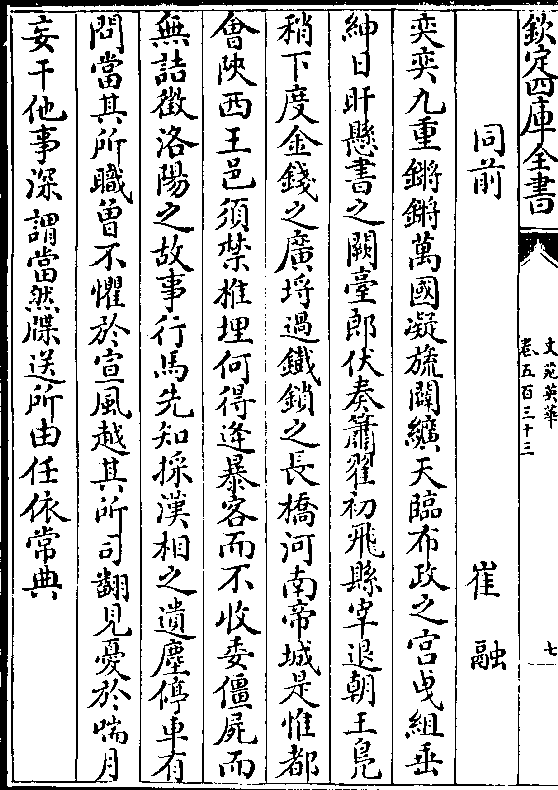 欽定四庫全書
文苑英華
卷五百三十三
七
同前
崔融
奕奕九重鏘鏘萬國凝旒闢纊天臨布政之宮曵組垂
紳日旰懸書之闕臺郎伏奏簫翟初飛縣宰退朝王鳬
稍下度金錢之廣埒過鐵鎖之長橋河南帝城是惟都
會陜西王邑須禁推埋何得逢暴客而不收委僵屍而
無詰徵洛陽之故事行馬先知採漢相之遺塵停車有
問當其所職曾不懼於宣風越其所司翻見憂於喘月
妄干他事深謂當然牒送所由任依常典